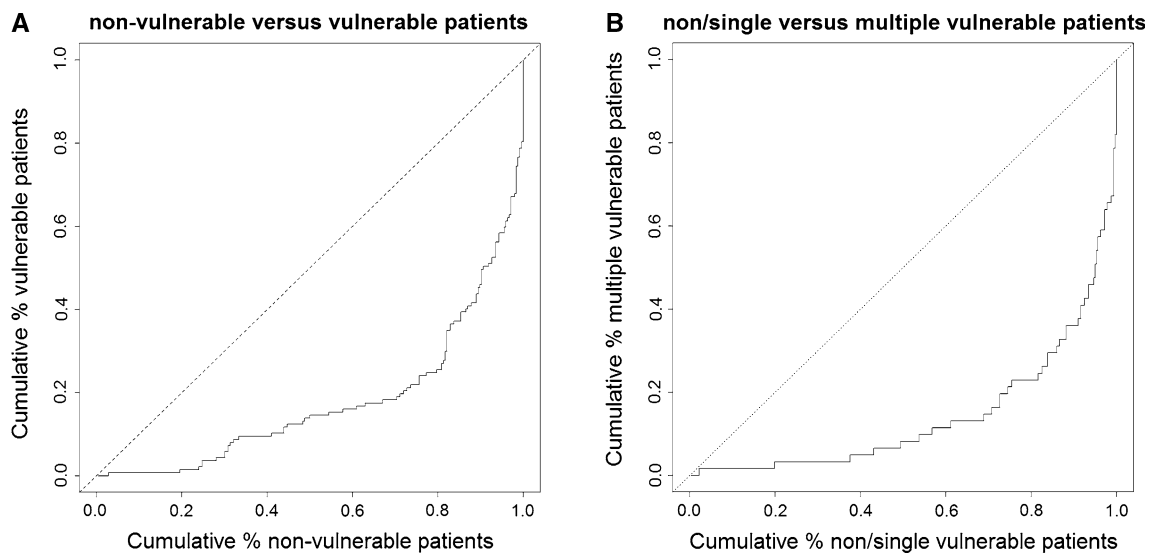 A
non-vulnerable versus vulnerable patients
Cumulative % vulnerable patients
1.0
0.8
0.6
0.4
0.2
0.0
0.0 0.2 0.4 0.6 0.8 1.0
Cumulative % non-vulnerable patients
B
non/single versus multiple vulnerable patients
Cumulative % multiple vulnerable patients
1.0
0.8
0.6
0.4
0.2
0.0
0.0 0.2 0.4 0.6 0.8 1.0
Cumulative % non/single vulnerable patients